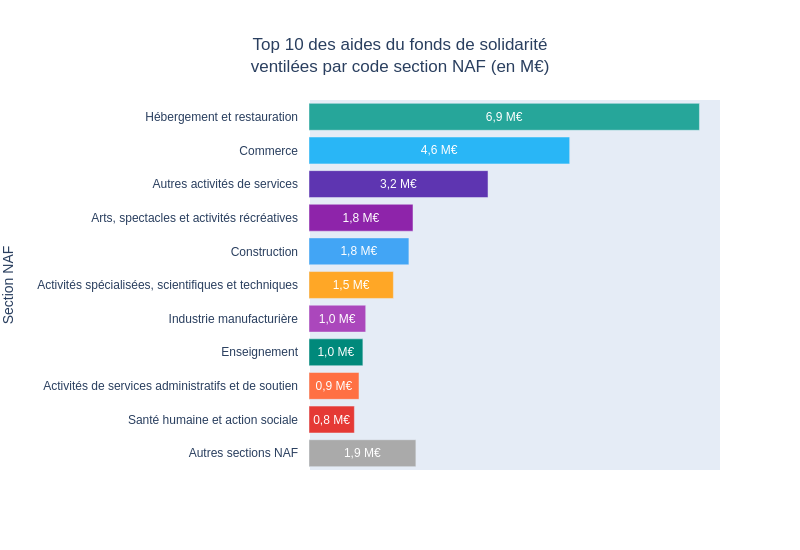 Top 10 des aides du fonds de solidarité
ventilées par code section NAF (en M€)
Section NAF
Hébergement et restauration 6,9 M€
Commerce 4,6 M€
Autres activités de services 3,2 M€
Arts, spectacles et activités récréatives 1,8 M€
Construction 1,8 M€
Activités spécialisées, scientifiques et techniques 1,5 M€
Industrie manufacturière 1,0 M€
Enseignement 1,0 M€
Activités de services administratifs et de soutien 0,9 M€
Santé humaine et action sociale 0,8 M€
Autres sections NAF 1,9 M€